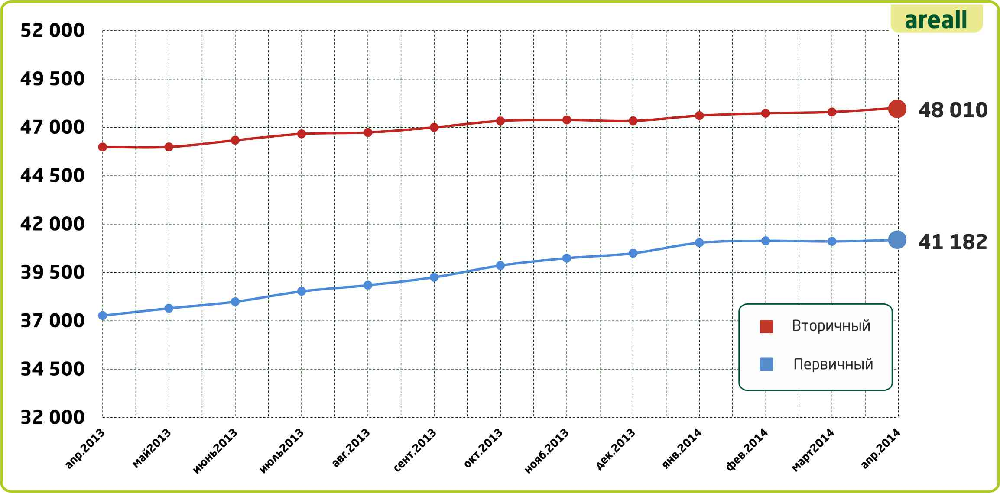 areall
52 000
49 500
47 000
44 500
42 000
39 500
37 000
34 500
32 000
48 010
41 182
Вторичный
Первичный
апр.2013
май2013
июнь2013
июль2013
авг.2013
сент.2013
окт.2013
нояб.2013
дек.2013
янв.2014
фев.2014
март2014
апр.2014